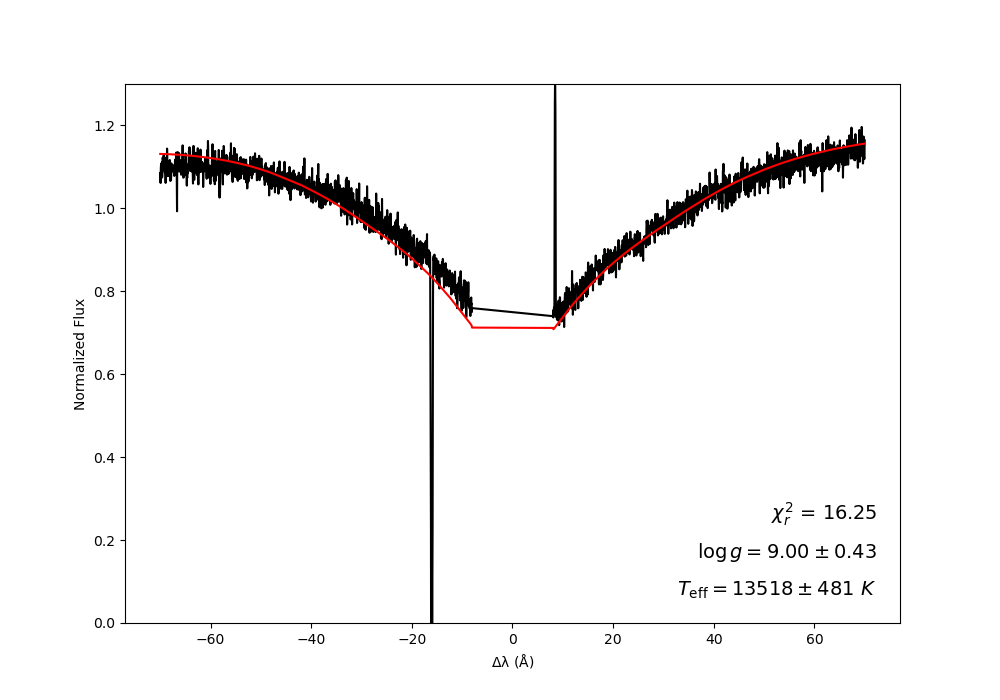 Normalized Flux
1.2
1.0
0.8
0.6
0.4
0.2
0.0
χ²ᵣ = 16.25
log g = 9.00 ± 0.43
T_eff = 13518 ± 481 K
−60
−40
−20
0
20
40
60
Δλ (Å)